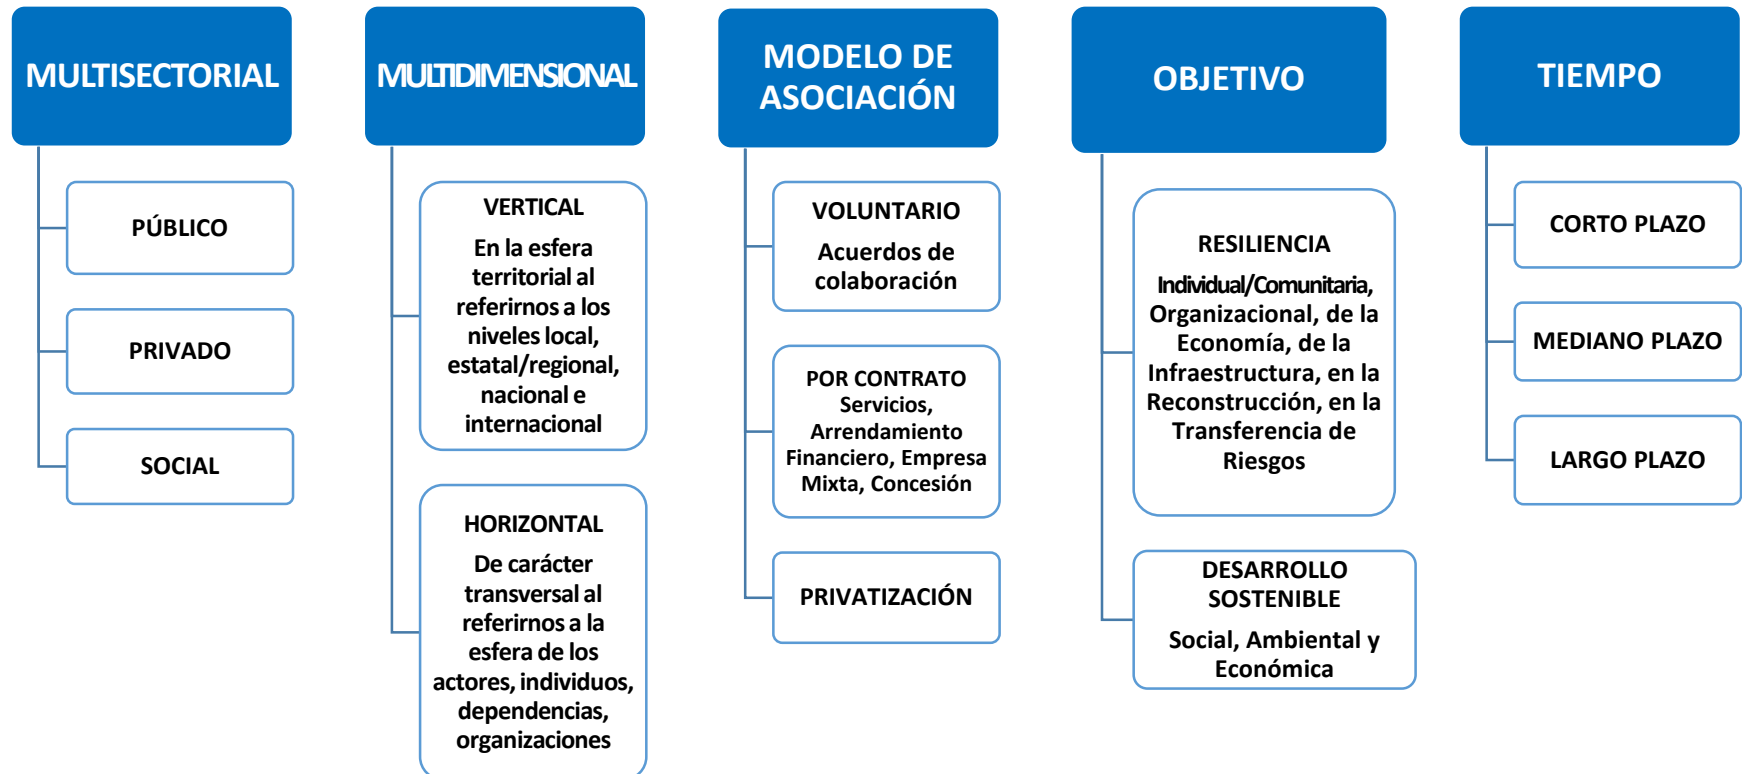 MULTISECTORIAL
PÚBLICO
PRIVADO
SOCIAL
MULTIDIMENSIONAL
VERTICAL
En la esfera
territorial al
referirnos a los
niveles local,
estatal/regional,
nacional e
internacional
HORIZONTAL
De carácter
transversal al
referirnos a la
esfera de los
actores, individuos,
dependencias,
organizaciones
MODELO DE
ASOCIACIÓN
VOLUNTARIO
Acuerdos de
colaboración
POR CONTRATO
Servicios,
Arrendamiento
Financiero, Empresa
Mixta, Concesión
PRIVATIZACIÓN
OBJETIVO
RESILIENCIA
Individual/Comunitaria,
Organizacional, de la
Economía, de la
Infraestructura, en la
Reconstrucción, en la
Transferencia de
Riesgos
DESARROLLO
SOSTENIBLE
Social, Ambiental y
Económica
TIEMPO
CORTO PLAZO
MEDIANO PLAZO
LARGO PLAZO